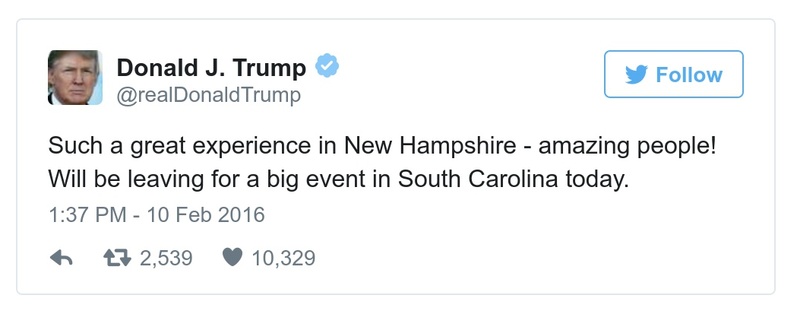 Donald J. Trump
@realDonaldTrump
Follow
Such a great experience in New Hampshire - amazing people!
Will be leaving for a big event in South Carolina today.
1:37 PM - 10 Feb 2016
2,539 10,329